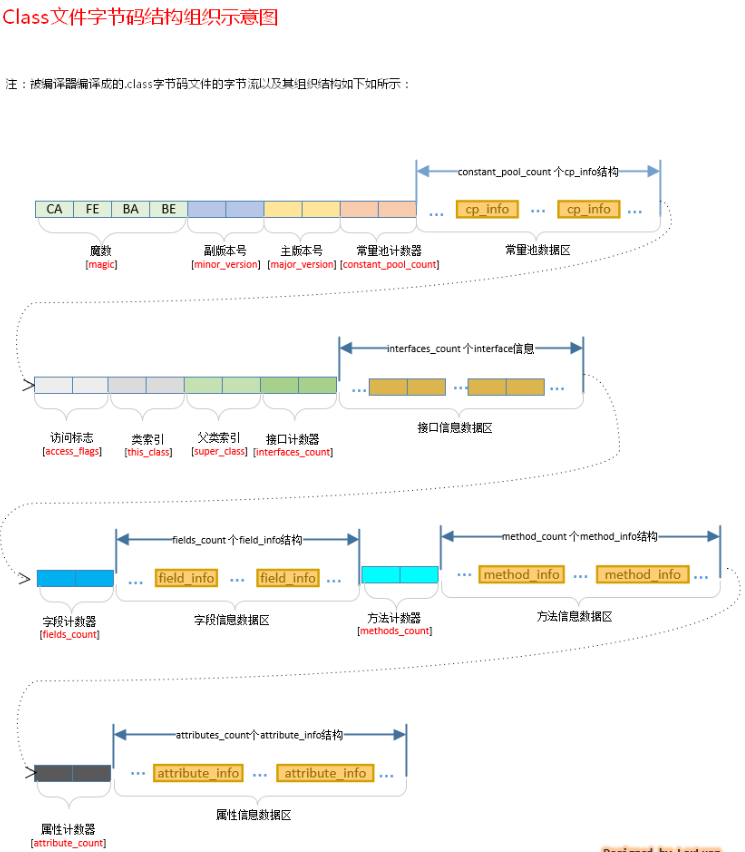 Class文件字节码结构组织示意图
注：被编译器编译成的.class字节码文件的字节流以及其组织结构如下如所示：
constant_pool_count 个cp_info结构
CA FE BA BE ... cp_info ... cp_info ...
魔数 副版本号 主版本号 常量池计数器 常量池数据区
[magic] [minor_version] [major_version] [constant_pool_count]
interfaces_count 个interface信息
... ... ...
访问标志 类索引 父类索引 接口计数器 接口信息数据区
[access_flags] [this_class] [super_class] [interfaces_count]
fields_count 个field_info结构 method_count 个method_info结构
... field_info ... field_info ... ... method_info ... method_info ...
字段计数器 字段信息数据区 方法计数器 方法信息数据区
[fields_count] [methods_count]
attributes_count个attribute_info结构
... attribute_info ... attribute_info ...
属性计数器 属性信息数据区
[attribute_count]